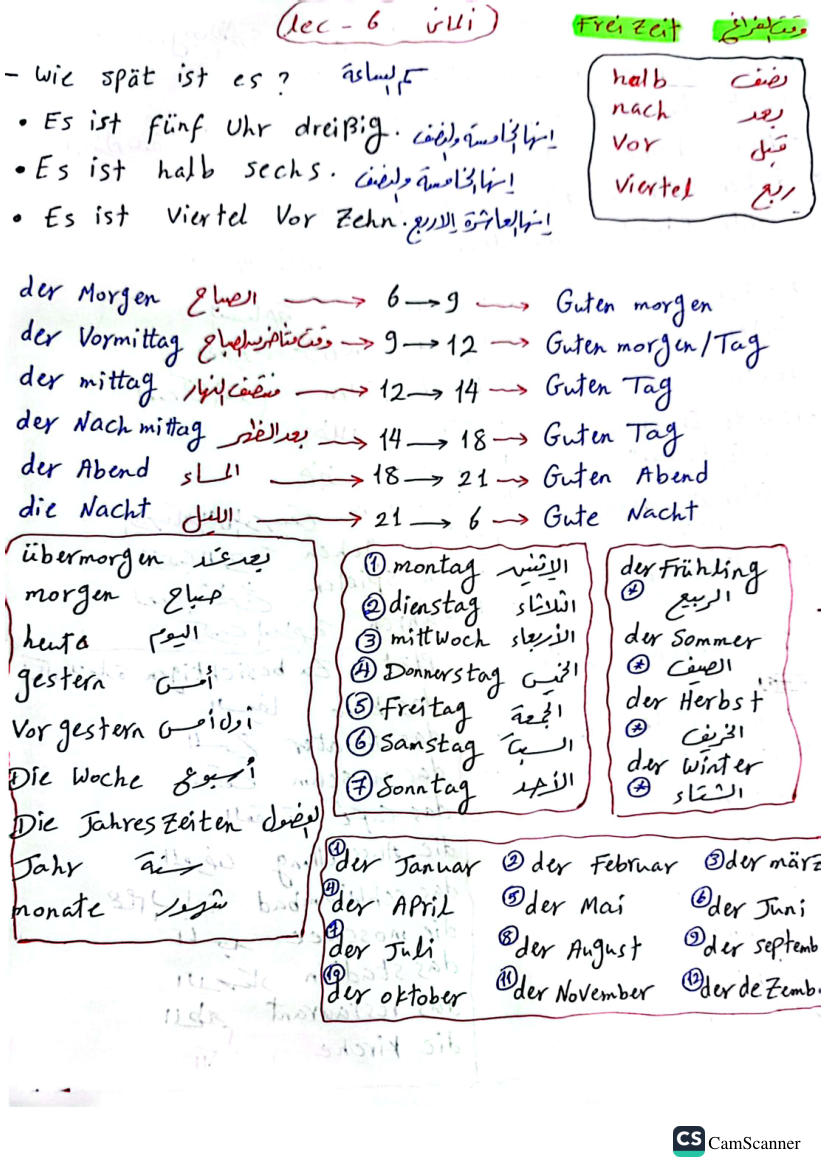 (lec - 6 ألماني)
Frei Zeit وقت الفراغ
- Wie spät ist es? كم الساعة
• Es ist fünf Uhr dreißig. إنها الخامسة والنصف
• Es ist halb sechs. إنها الخامسة والنصف
• Es ist Viertel Vor Zehn. إنها العاشرة إلا ربع
halb نصف
nach بعد
Vor قبل
Viertel ربع
der Morgen الصباح → 6 → 9 → Guten morgen
der Vormittag وقت متأخر من الصباح → 9 → 12 → Guten morgen/Tag
der mittag منتصف النهار → 12 → 14 → Guten Tag
der Nachmittag بعد الظهر → 14 → 18 → Guten Tag
der Abend المساء → 18 → 21 → Guten Abend
die Nacht الليل → 21 → 6 → Gute Nacht
übermorgen بعد غد
morgen صباح
heute اليوم
gestern أمس
Vorgestern أول أمس
Die Woche أسبوع
Die Jahreszeiten الفصول
Jahr سنة
monate شهور
① montag الإثنين
② dienstag الثلاثاء
③ mittwoch الأربعاء
④ Donnerstag الخميس
⑤ Freitag الجمعة
⑥ Samstag السبت
⑦ Sonntag الأحد
der Frühling
الربيع
der Sommer
الصيف
der Herbst
الخريف
der Winter
الشتاء
① der Januar ② der Februar ③ der märz
④ der April ⑤ der Mai ⑥ der Juni
⑦ der Juli ⑧ der August ⑨ der septemb
⑩ der oktober ⑪ der November ⑫ der deZemb.
CS CamScanner